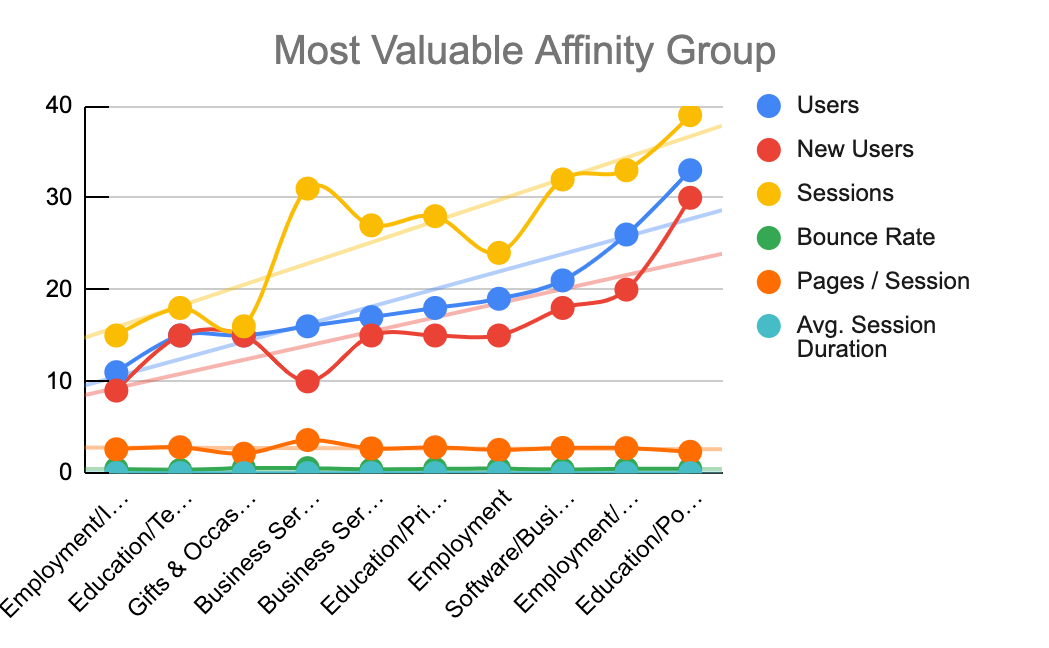 Most Valuable Affinity Group
40
30
20
10
0
Users
New Users
Sessions
Bounce Rate
Pages / Session
Avg. Session
Duration
Employment/I…
Education/Te…
Gifts & Occas…
Business Ser…
Business Ser…
Education/Pri…
Employment
Software/Busi…
Employment/…
Education/Po…